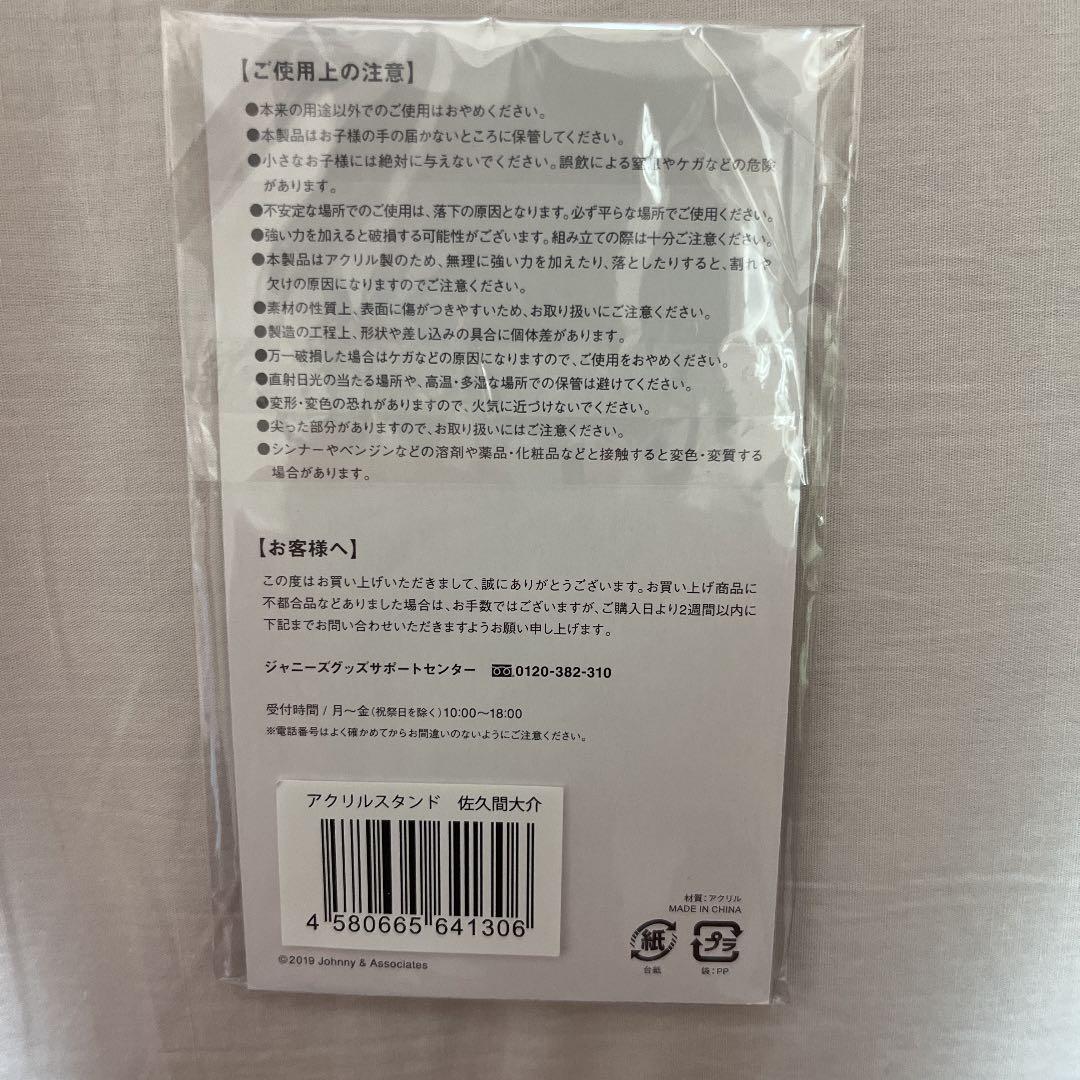 【ご使用上の注意】
●本来の用途以外でのご使用はおやめください。
●本製品はお子様の手の届かないところに保管してください。
●小さなお子様には絶対に与えないでください。誤飲による窒 やケガなどの危険
があります。
●不安定な場所でのご使用は、落下の原因となります。必ず平らな場所でご使用ください。
●強い力を加えると破損する可能性がございます。組み立ての際は十分ご注意ください。
●本製品はアクリル製のため、無理に強い力を加えたり、落としたりすると、割れや
欠けの原因になりますのでご注意ください。
●素材の性質上、表面に傷がつきやすいため、お取り扱いにご注意ください。
●製造の工程上、形状や差し込みの具合に個体差があります。
●万一破損した場合はケガなどの原因になりますので、ご使用をおやめください。
●直射日光の当たる場所や、高温・多湿な場所での保管は避けてください。
●変形・変色の恐れがありますので、火気に近づけないでください。
●尖った部分がありますので、お取り扱いにはご注意ください。
●シンナーやベンジンなどの溶剤や薬品・化粧品などと接触すると変色・変質する
場合があります。
【お客様へ】
この度はお買い上げいただきまして、誠にありがとうございます。お買い上げ商品に
不都合品などありました場合は、お手数ではございますが、ご購入日より2週間以内に
下記までお問い合わせいただきますようお願い申し上げます。
ジャニーズグッズサポートセンター 0120-382-310
受付時間 / 月～金(祝祭日を除く)10:00～18:00
※電話番号はよく確かめてからお間違いのないようにご注意ください。
アクリルスタンド 佐久間大介
4 580665 641306
材質:アクリル
MADE IN CHINA
紙
プラ
台紙
袋:PP
©2019 Johnny & Associates